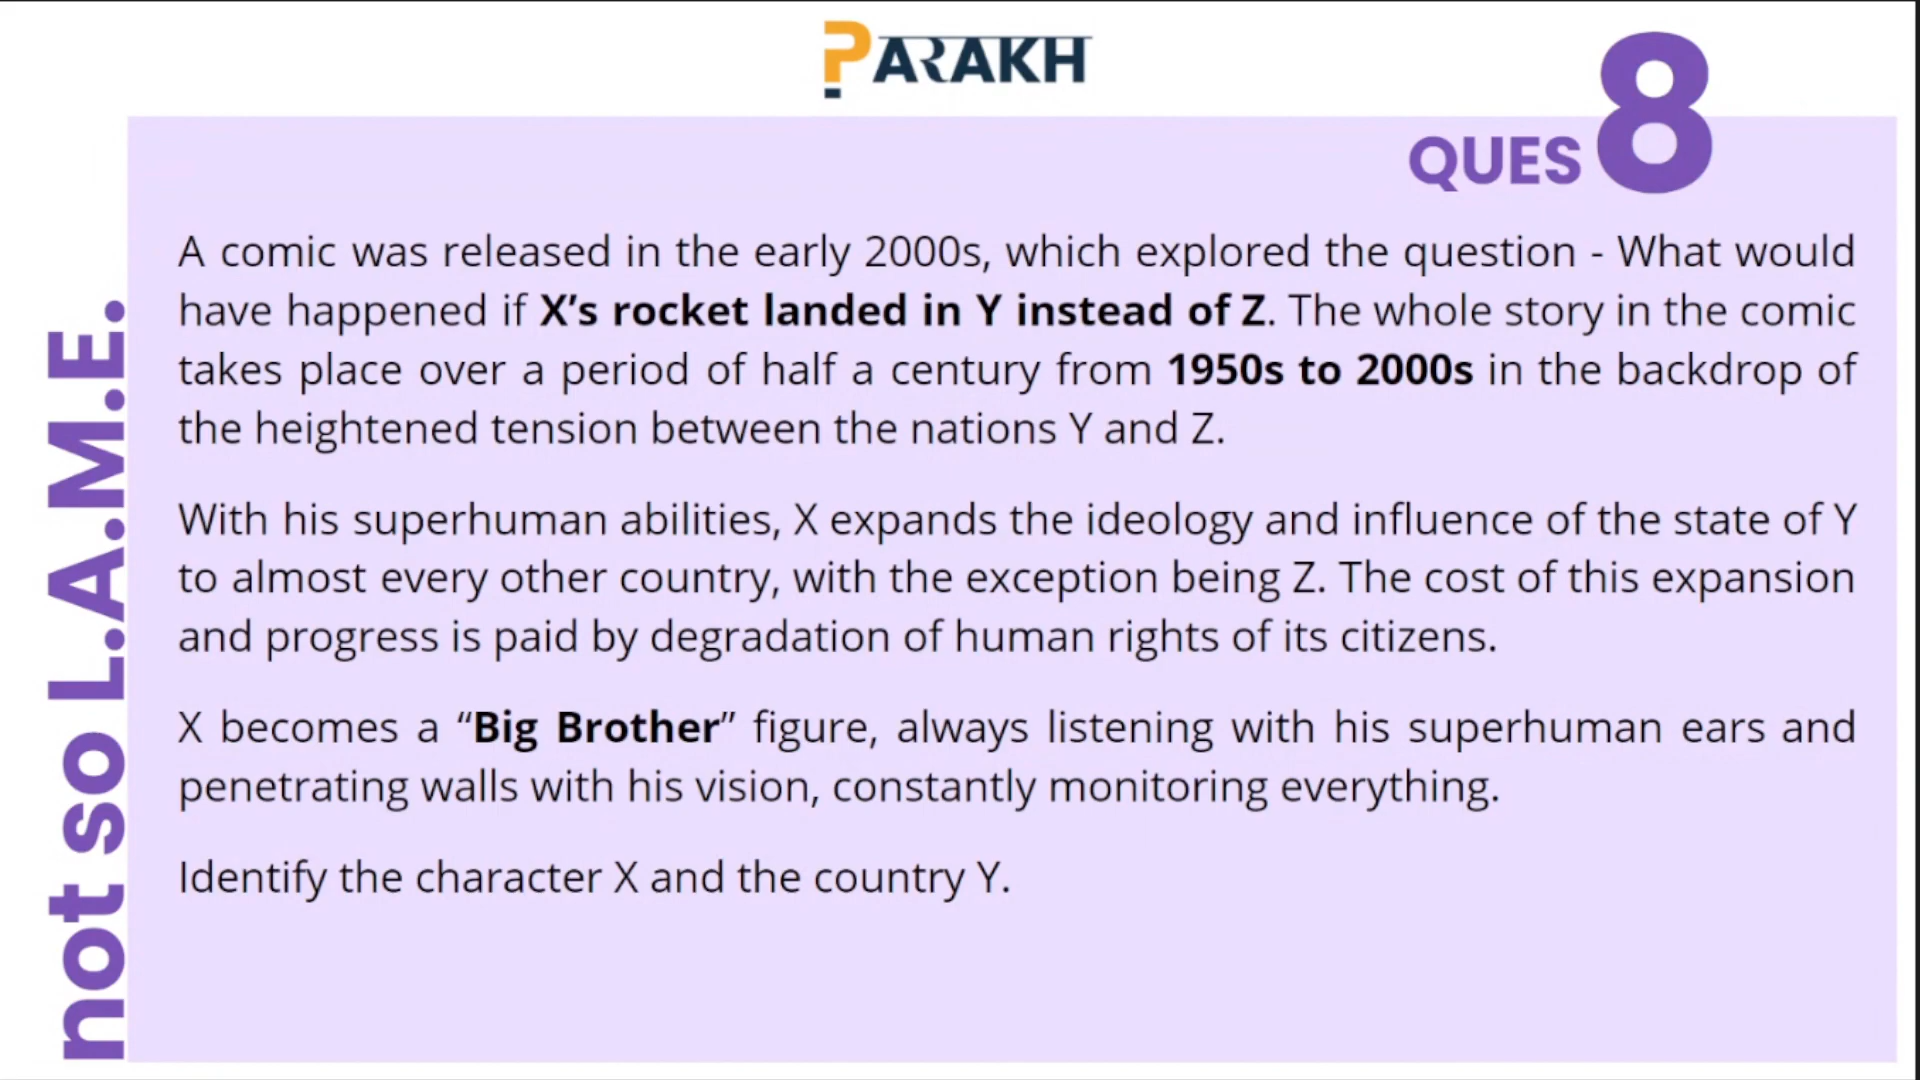 ?ARAKH
QUES 8
A comic was released in the early 2000s, which explored the question - What would
have happened if X’s rocket landed in Y instead of Z. The whole story in the comic
takes place over a period of half a century from 1950s to 2000s in the backdrop of
the heightened tension between the nations Y and Z.
With his superhuman abilities, X expands the ideology and influence of the state of Y
to almost every other country, with the exception being Z. The cost of this expansion
and progress is paid by degradation of human rights of its citizens.
X becomes a “Big Brother” figure, always listening with his superhuman ears and
penetrating walls with his vision, constantly monitoring everything.
Identify the character X and the country Y.
not so L.A.M.E.